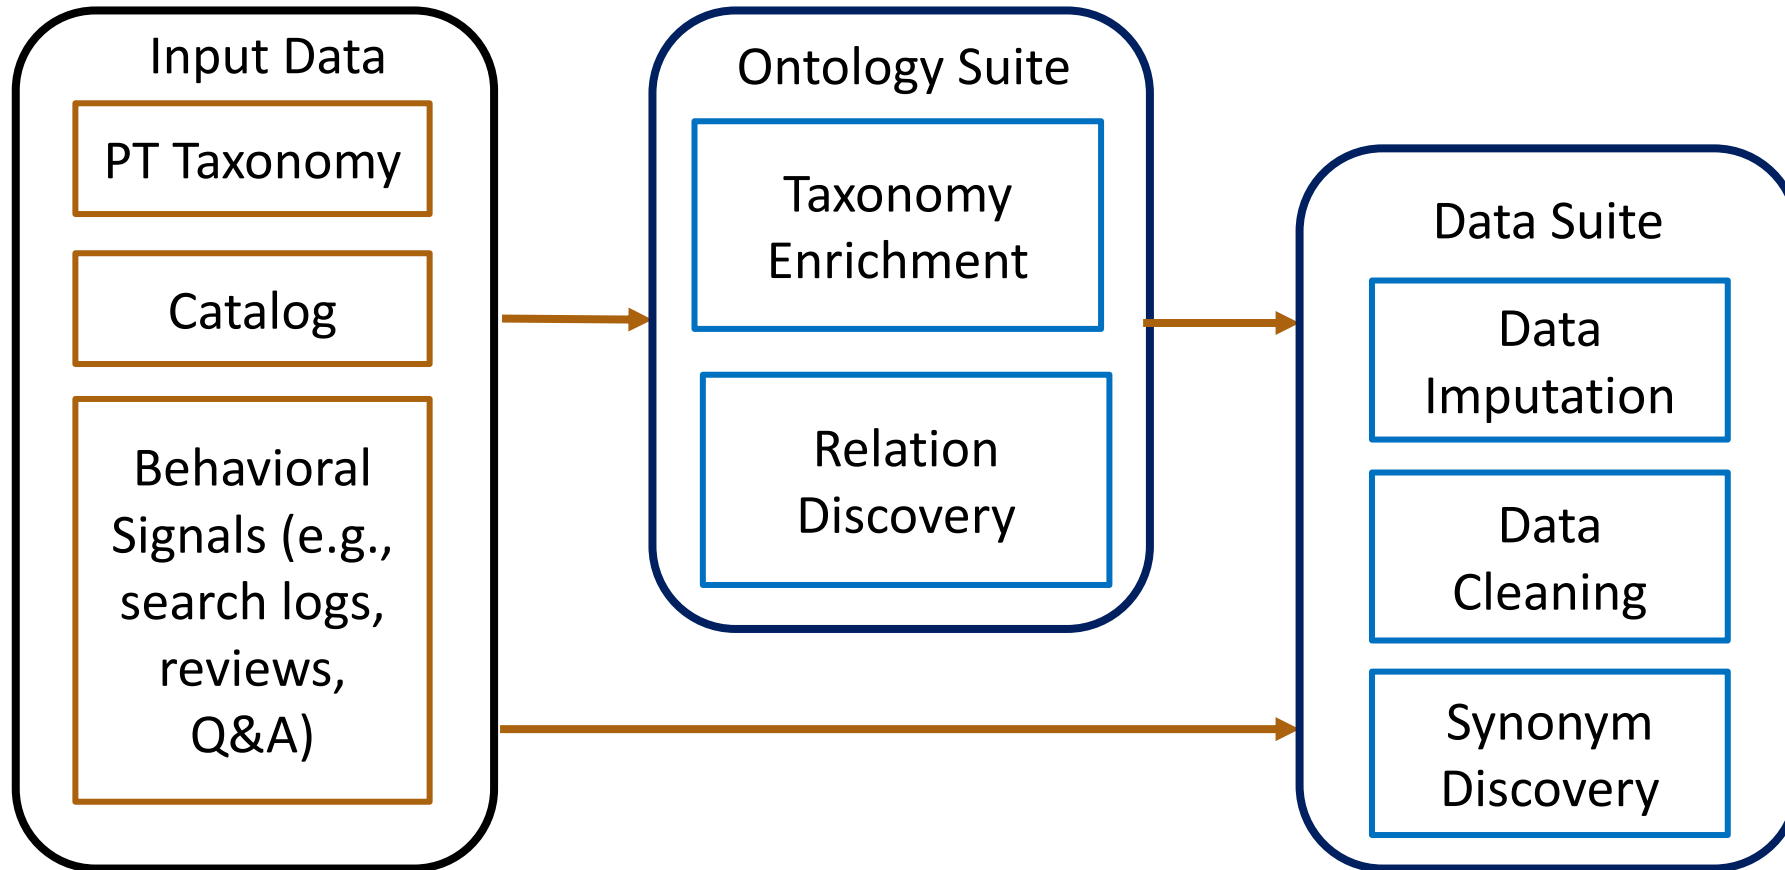 Input Data
PT Taxonomy
Catalog
Behavioral
Signals (e.g.,
search logs,
reviews,
Q&A)
Ontology Suite
Taxonomy
Enrichment
Relation
Discovery
Data Suite
Data
Imputation
Data
Cleaning
Synonym
Discovery